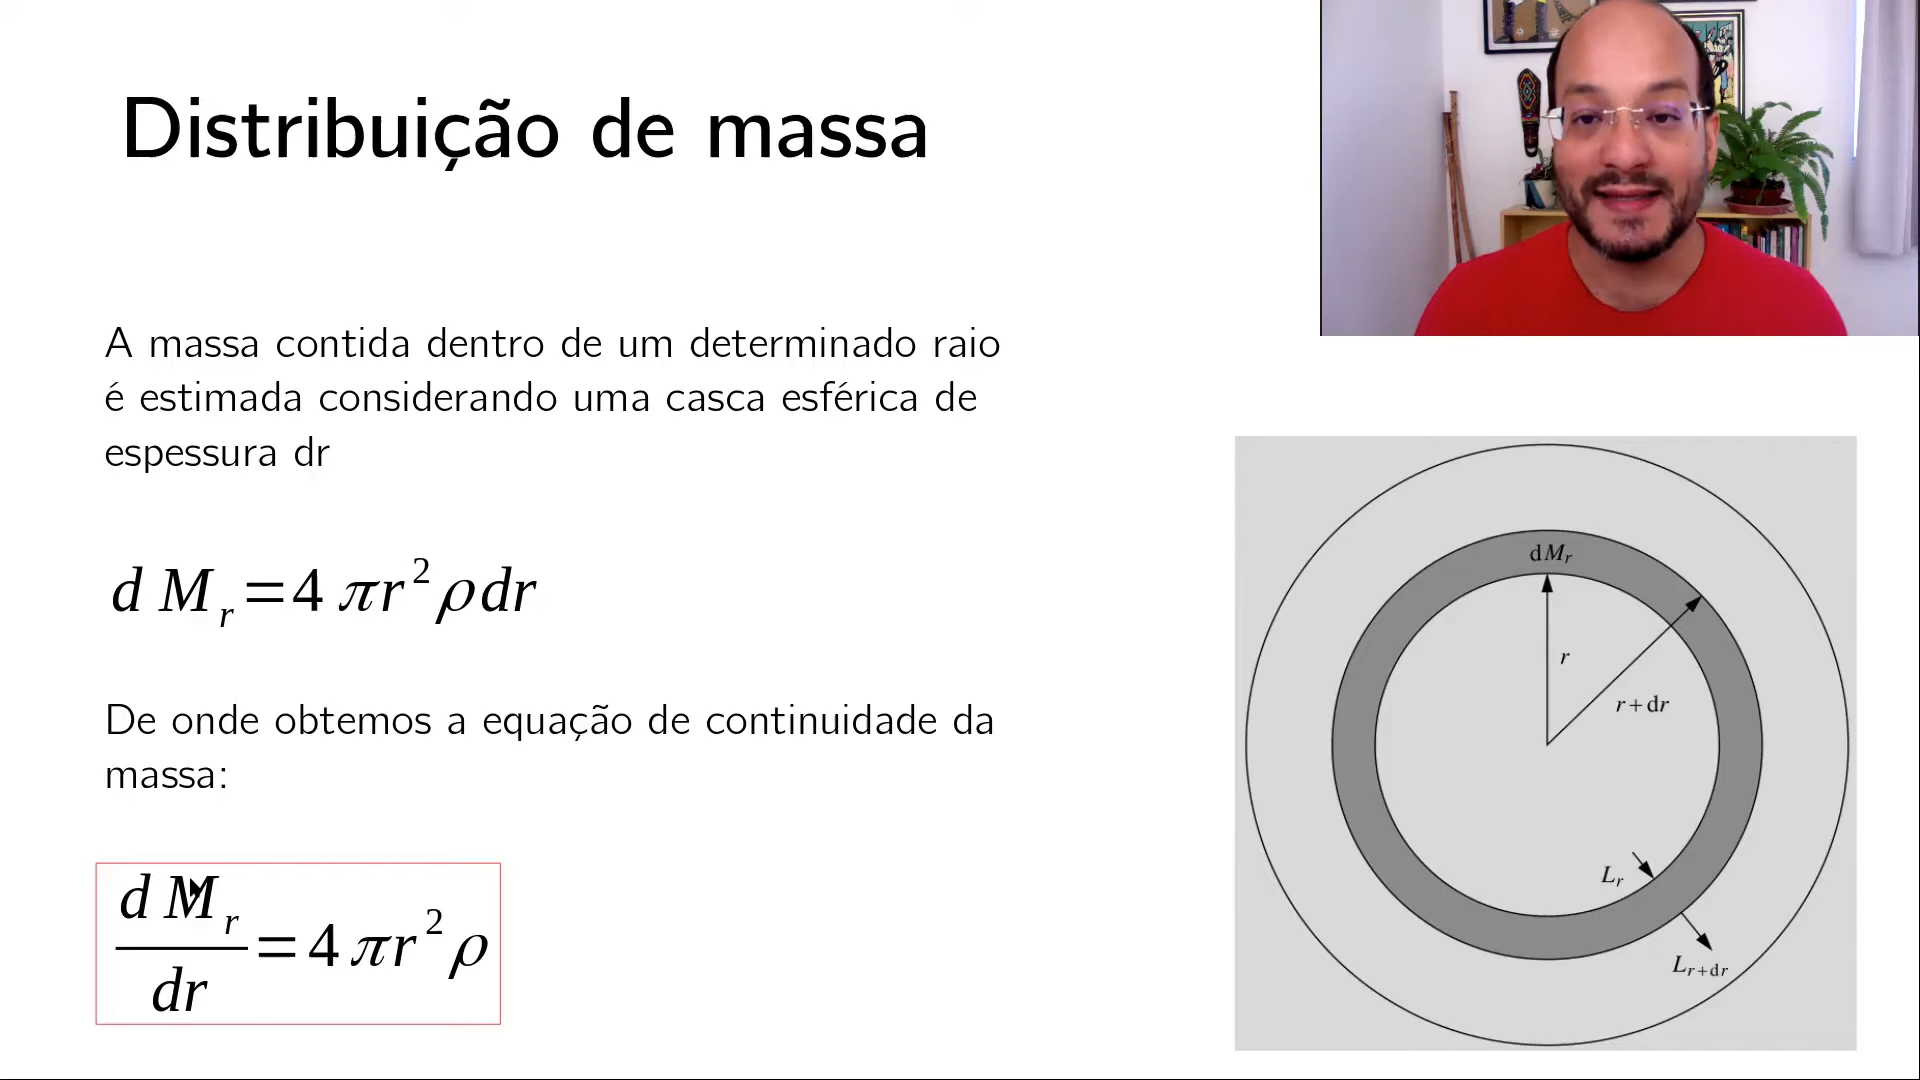 Distribuição de massa
A massa contida dentro de um determinado raio
é estimada considerando uma casca esférica de
espessura dr
d M_r = 4 π r² ρ dr
De onde obtemos a equação de continuidade da
massa:
d M_r / dr = 4 π r² ρ
dM_r
r
r + dr
L_r
L_{r+dr}